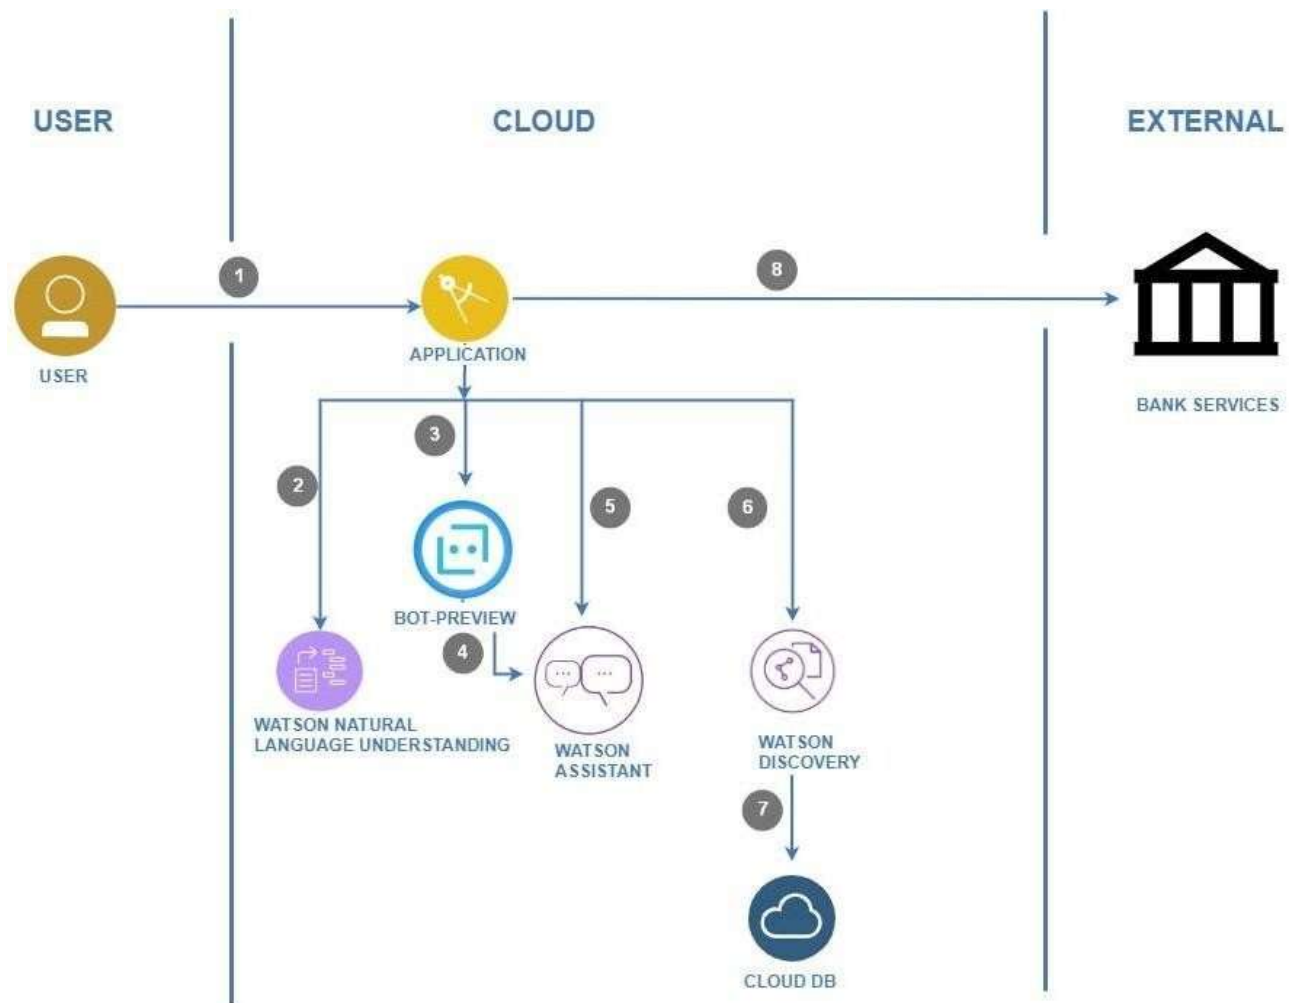 USER
CLOUD
EXTERNAL
1
8
APPLICATION
USER
BANK SERVICES
3
2
5
6
BOT-PREVIEW
4
WATSON NATURAL
LANGUAGE UNDERSTANDING
WATSON
ASSISTANT
WATSON
DISCOVERY
7
CLOUD DB